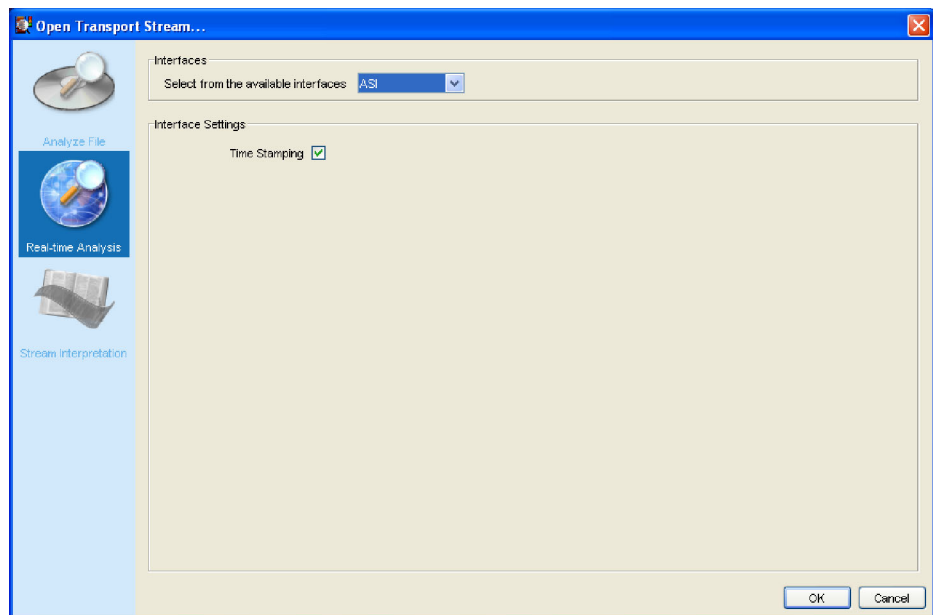 Open Transport Stream...
Analyze File
Real-time Analysis
Stream Interpretation
Interfaces
Select from the available interfaces ASI
Interface Settings
Time Stamping
OK
Cancel